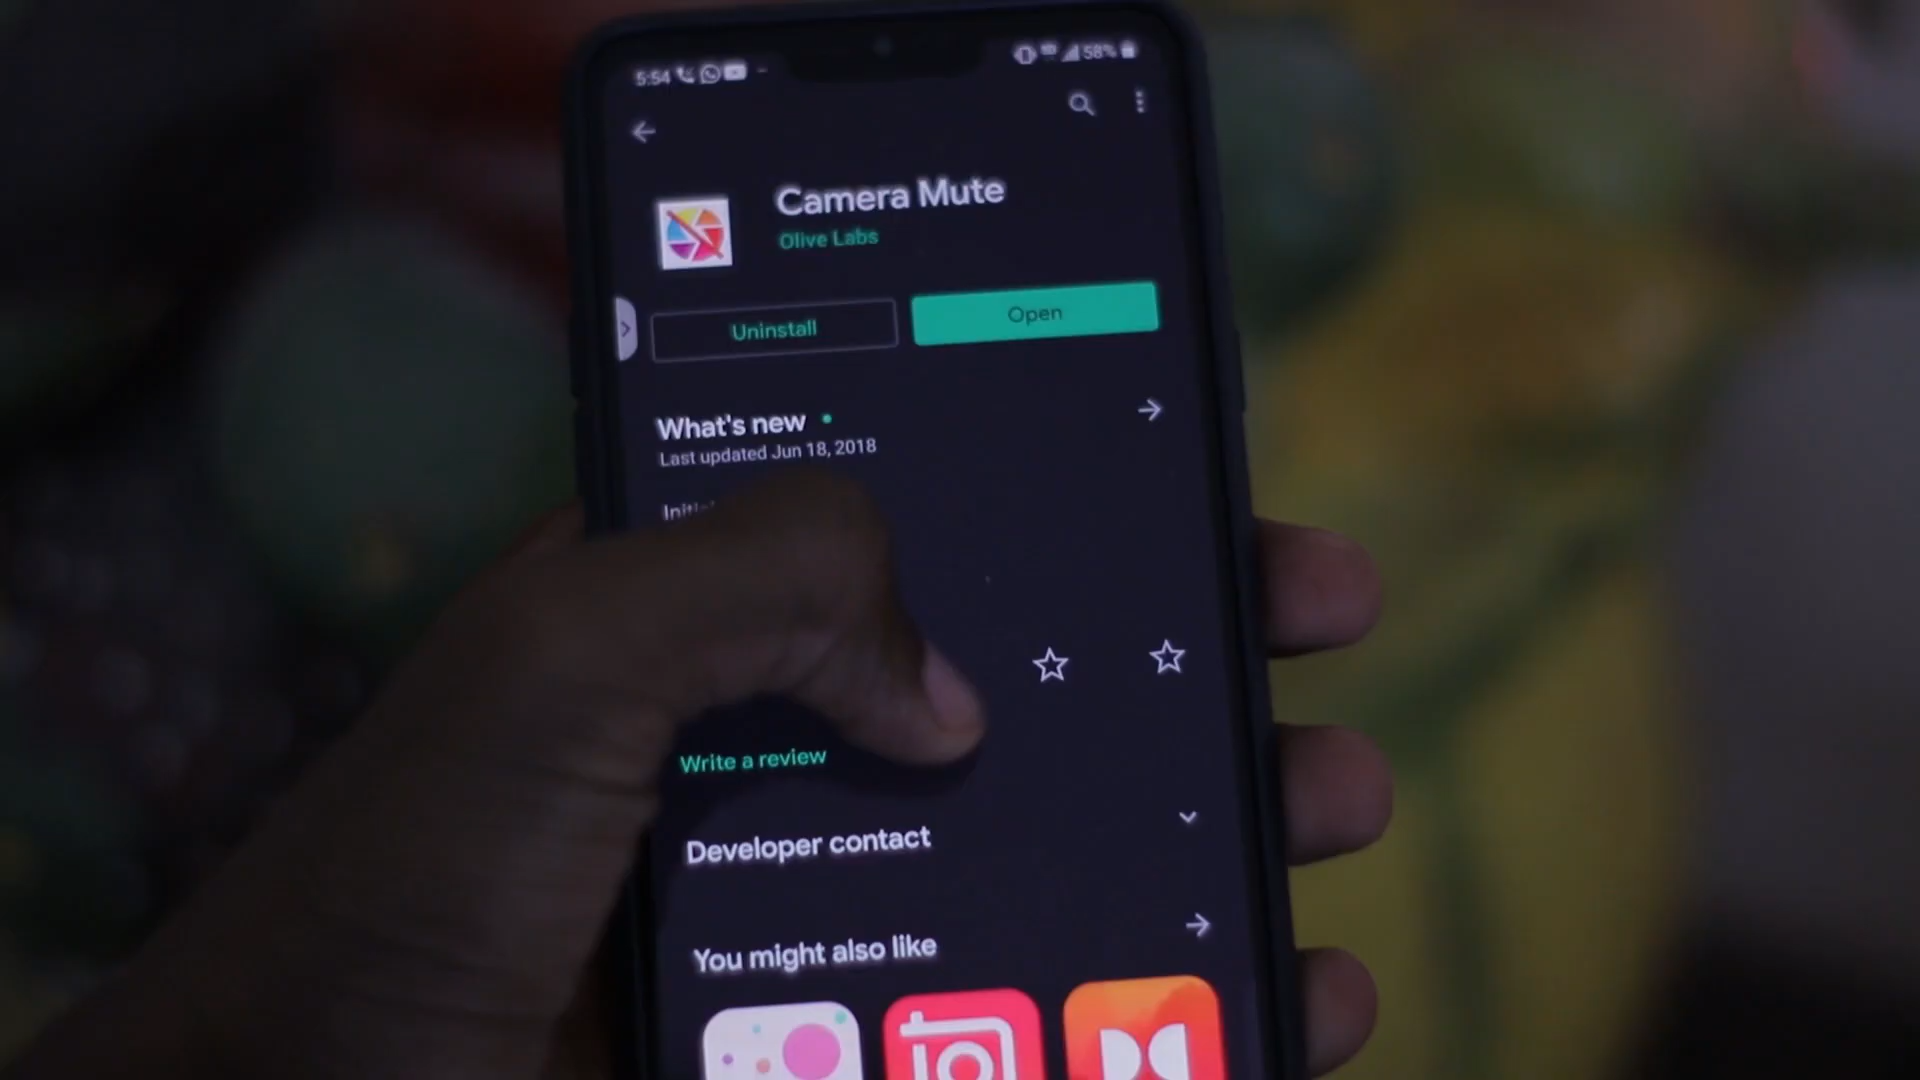 5:54
58%
Camera Mute
Olive Labs
Uninstall
Open
What's new
Last updated Jun 18, 2018
Write a review
Developer contact
You might also like